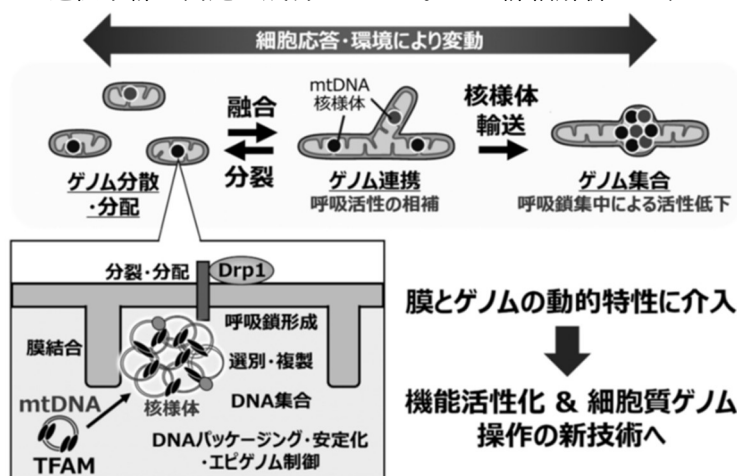 細胞応答・環境により変動
mtDNA
核様体
融合
分裂
核様体
輸送
ゲノム分散
・分配
ゲノム連携
呼吸活性の相補
ゲノム集合
呼吸鎖集中による活性低下
分裂・分配
Drp1
膜結合
呼吸鎖形成
選別・複製
mtDNA
核様体
DNA集合
TFAM
DNAパッケージング・安定化
・エピゲノム制御
膜とゲノムの動的特性に介入
機能活性化 & 細胞質ゲノム
操作の新技術へ